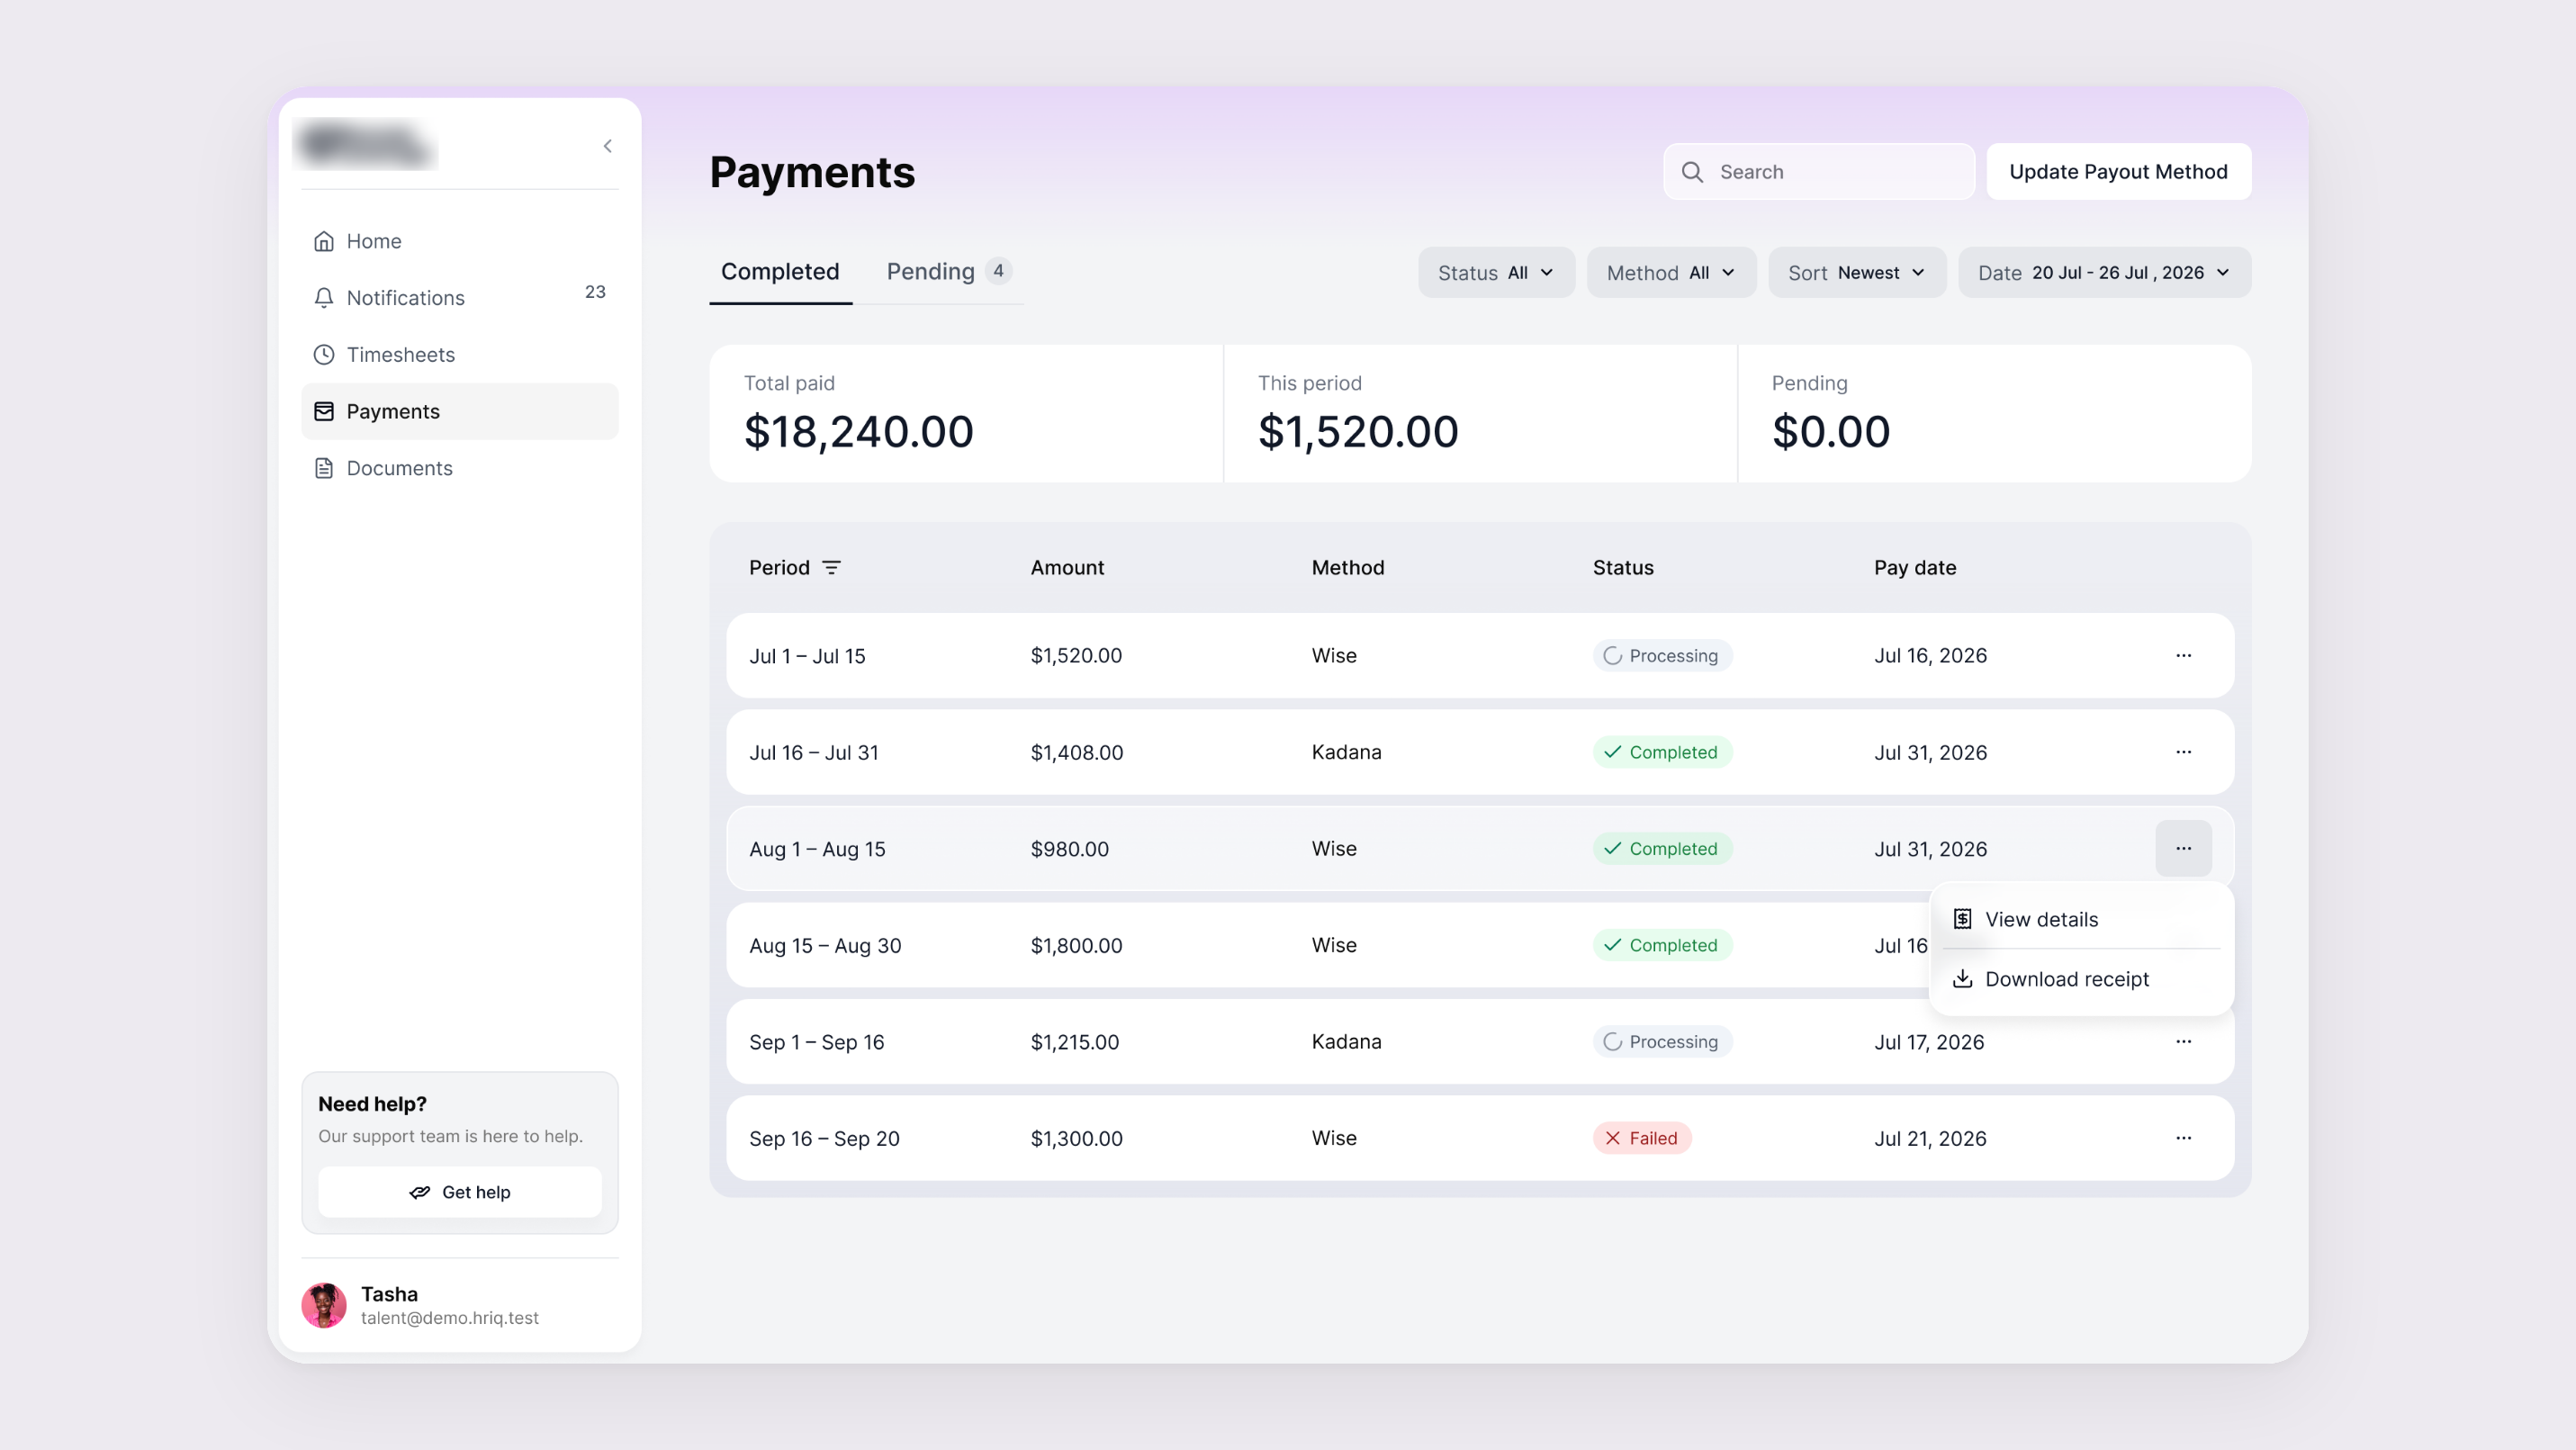 Payments
Search
Update Payout Method
Home
Notifications 23
Timesheets
Payments
Documents
Completed Pending 4
Status All Method All Sort Newest Date 20 Jul - 26 Jul , 2026
Total paid This period Pending
$18,240.00 $1,520.00 $0.00
Period Amount Method Status Pay date
Jul 1 – Jul 15 $1,520.00 Wise Processing Jul 16, 2026
Jul 16 – Jul 31 $1,408.00 Kadana Completed Jul 31, 2026
Aug 1 – Aug 15 $980.00 Wise Completed Jul 31, 2026
View details
Download receipt
Aug 15 – Aug 30 $1,800.00 Wise Completed Jul 16
Sep 1 – Sep 16 $1,215.00 Kadana Processing Jul 17, 2026
Sep 16 – Sep 20 $1,300.00 Wise Failed Jul 21, 2026
Need help?
Our support team is here to help.
Get help
Tasha
talent@demo.hriq.test